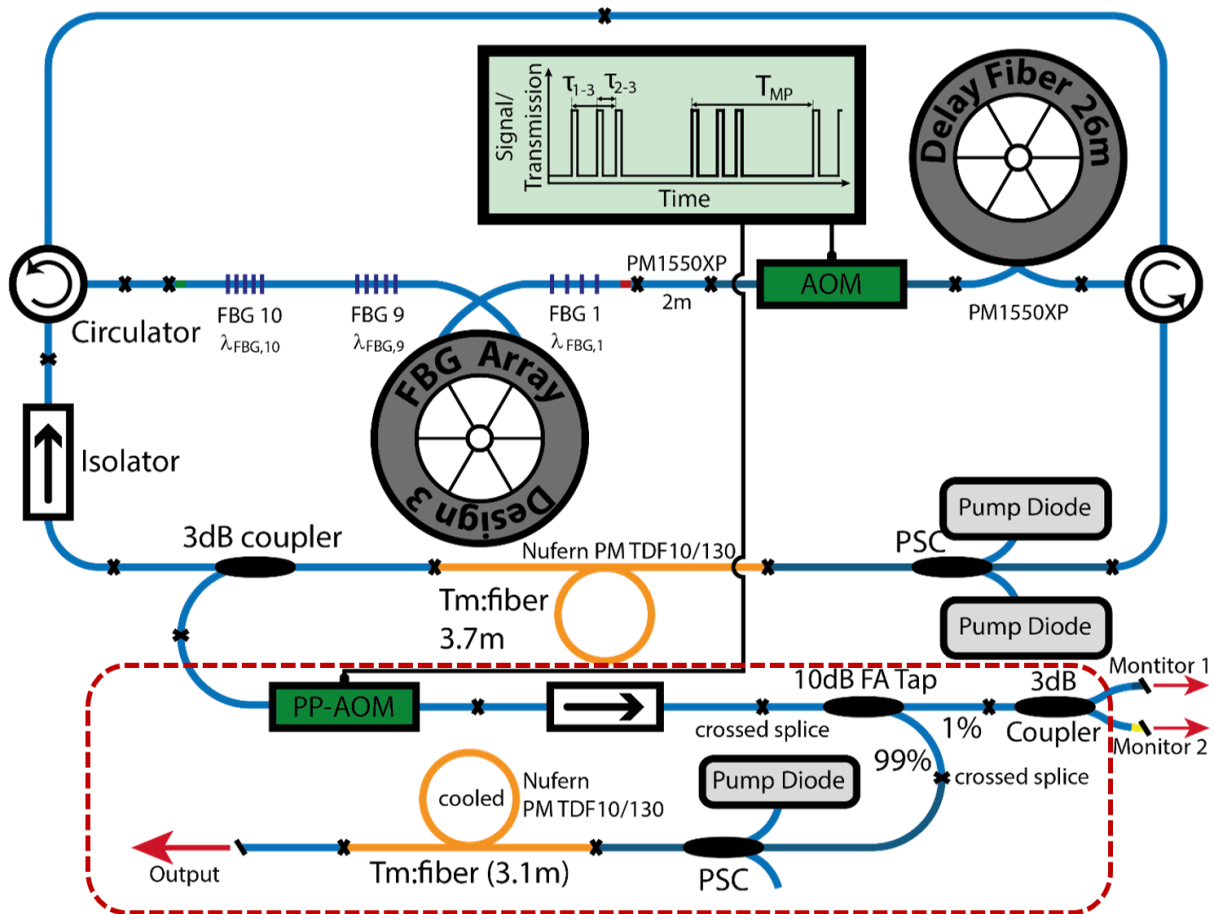 Signal/
Transmission
τ1-3
τ2-3
TMP
Time
Delay Fiber 26m
PM1550XP
2m
AOM
PM1550XP
Circulator
FBG 10
λFBG,10
FBG 9
λFBG,9
FBG 1
λFBG,1
FBG Array
Design 3
Isolator
3dB coupler
Nufern PM TDF10/130
Tm:fiber
3.7m
PSC
Pump Diode
Pump Diode
PP-AOM
crossed splice
10dB FA Tap
3dB
Coupler
1%
99%
Montitor 1
Monitor 2
crossed splice
Pump Diode
cooled
Nufern
PM TDF10/130
Output
Tm:fiber (3.1m)
PSC